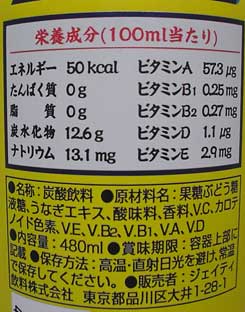 栄養成分(100ml当たり)
エネルギー 50kcal ビタミンA 57.3μg
たんぱく質 0g ビタミンB1 0.25mg
脂質 0g ビタミンB2 0.27mg
炭水化物 12.6g ビタミンD 1.1μg
ナトリウム 13.1mg ビタミンE 2.9mg
●名称:炭酸飲料 ●原材料名:果糖ぶどう糖
液糖、うなぎエキス、酸味料、香料、V.C、カロテ
ノイド色素、V.E、V.B2、V.B1、V.A、V.D
●内容量:480ml ●賞味期限:容器上部に
記載 ●保存方法:高温・直射日光を避け、常温
で保存してください。 ●販売者:ジェイティ
飲料株式会社 東京都品川区大井1-28-1